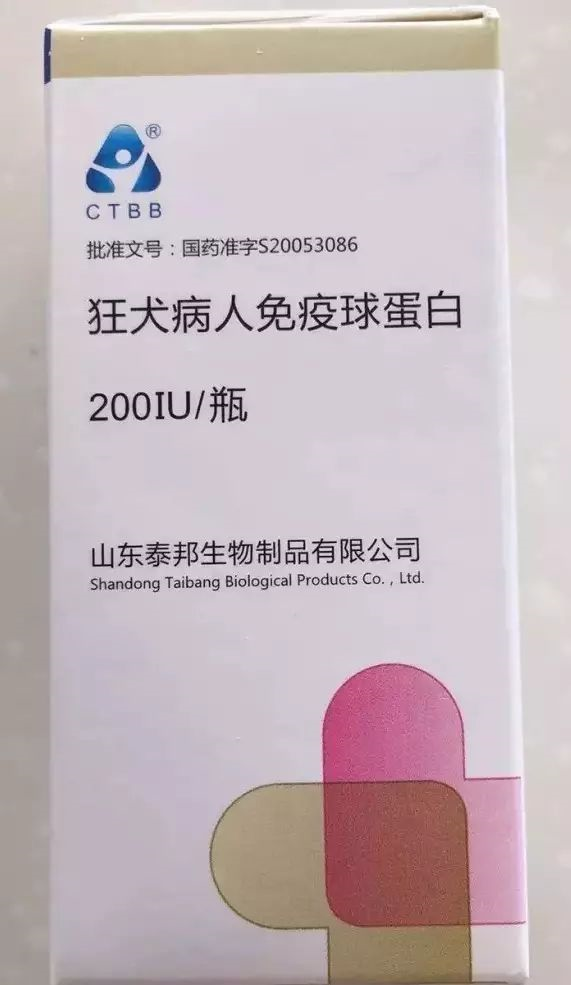 ®
CTBB
批准文号：国药准字S20053086
狂犬病人免疫球蛋白
200IU/瓶
山东泰邦生物制品有限公司
Shandong Taibang Biological Products Co. , Ltd.